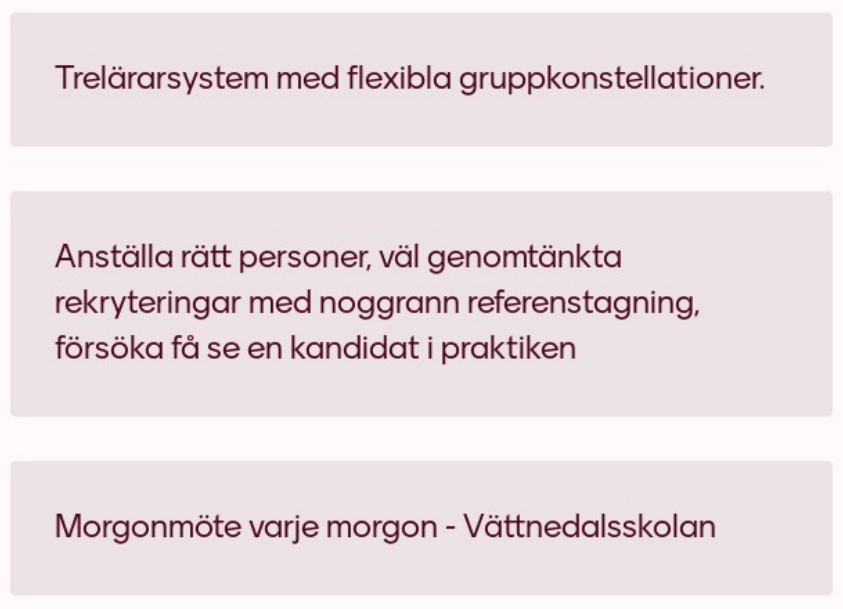 Trelärarsystem med flexibla gruppkonstellationer.
Anställa rätt personer, väl genomtänkta
rekryteringar med noggrann referenstagning,
försöka få se en kandidat i praktiken
Morgonmöte varje morgon - Vättnedalsskolan